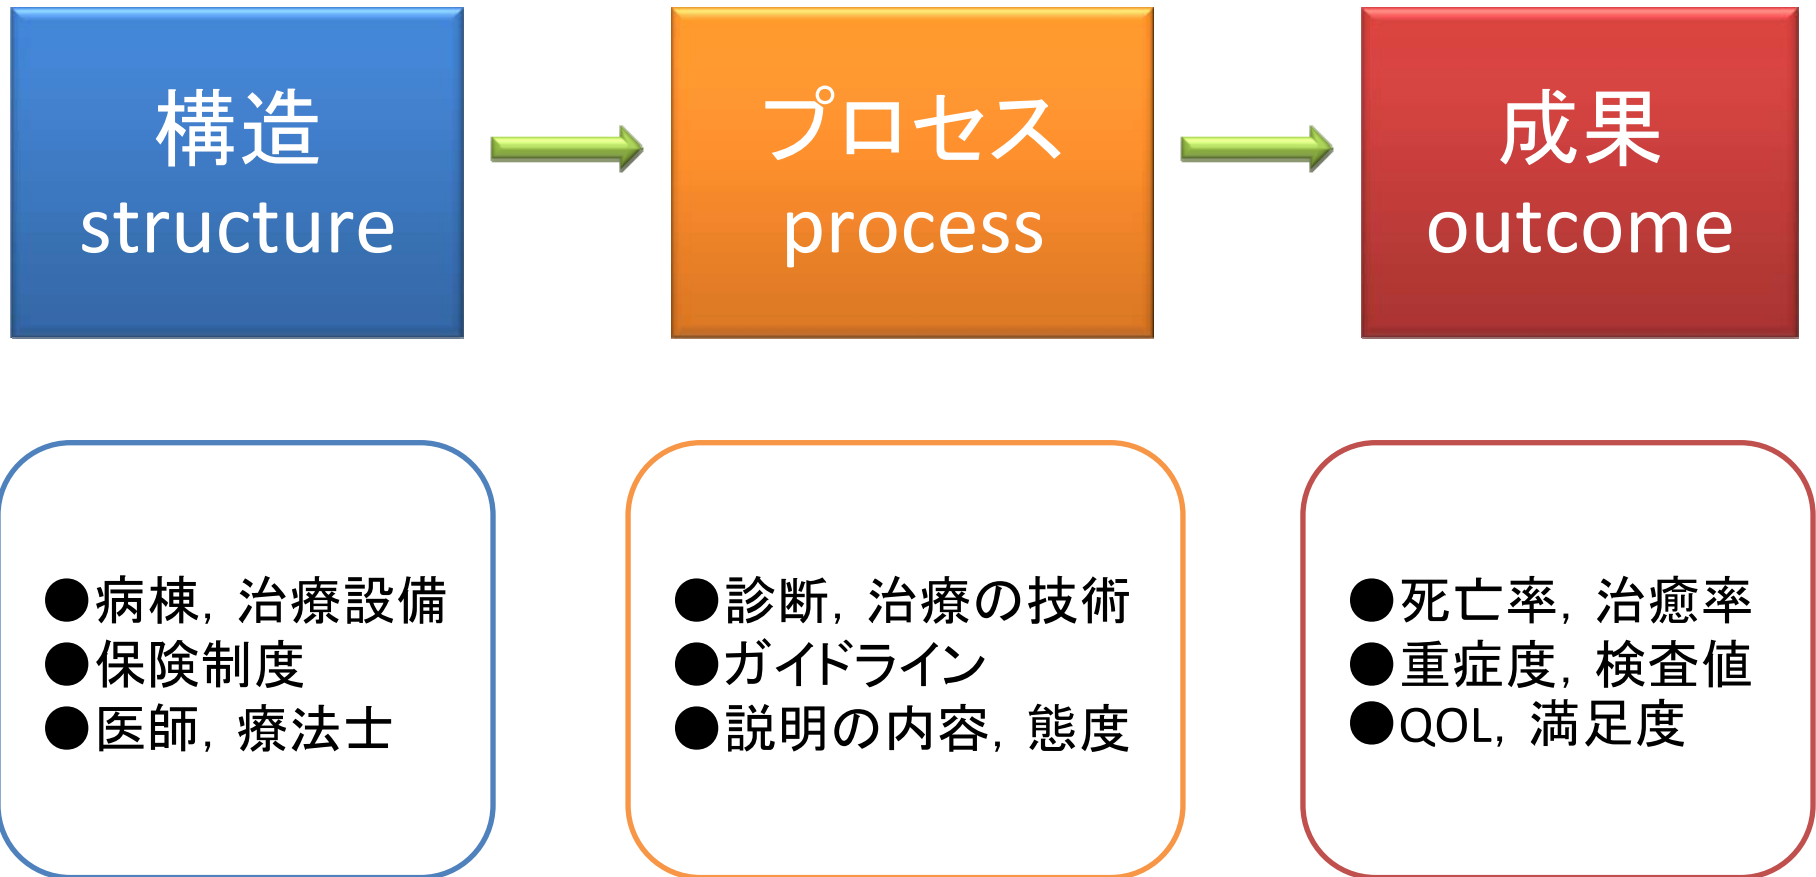 構造
structure
プロセス
process
成果
outcome
●病棟，治療設備
●保険制度
●医師，療法士
●診断，治療の技術
●ガイドライン
●説明の内容，態度
●死亡率，治癒率
●重症度，検査値
●QOL，満足度